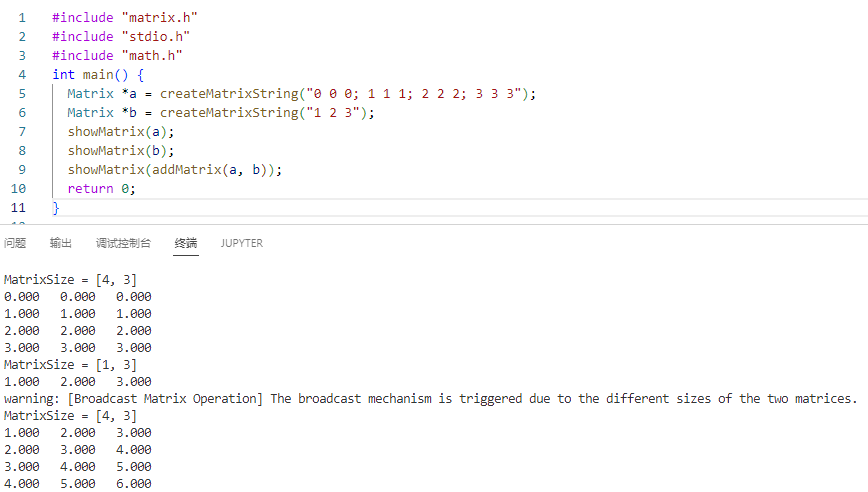 1 #include "matrix.h"
2 #include "stdio.h"
3 #include "math.h"
4 int main() {
5 Matrix *a = createMatrixString("0 0 0; 1 1 1; 2 2 2; 3 3 3");
6 Matrix *b = createMatrixString("1 2 3");
7 showMatrix(a);
8 showMatrix(b);
9 showMatrix(addMatrix(a, b));
10 return 0;
11 }
问题 输出 调试控制台 终端 JUPYTER
MatrixSize = [4, 3]
0.000 0.000 0.000
1.000 1.000 1.000
2.000 2.000 2.000
3.000 3.000 3.000
MatrixSize = [1, 3]
1.000 2.000 3.000
warning: [Broadcast Matrix Operation] The broadcast mechanism is triggered due to the different sizes of the two matrices.
MatrixSize = [4, 3]
1.000 2.000 3.000
2.000 3.000 4.000
3.000 4.000 5.000
4.000 5.000 6.000